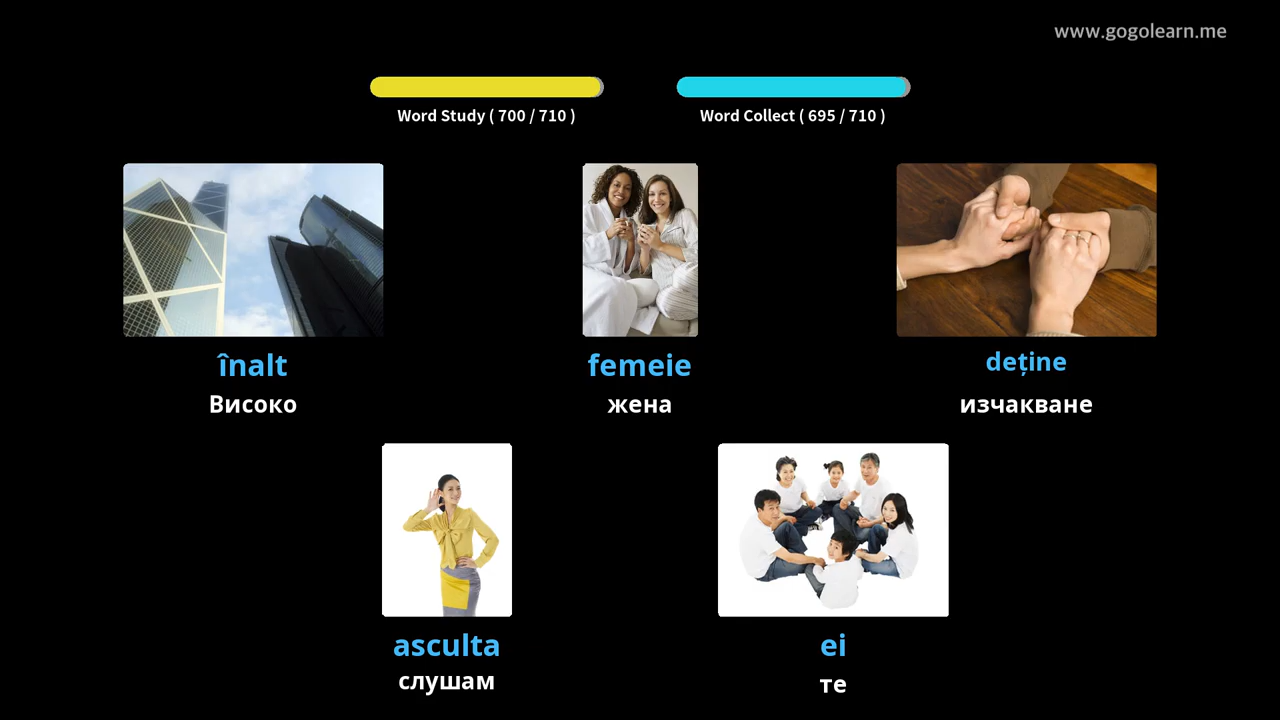 www.gogolearn.me
Word Study ( 700 / 710 )
Word Collect ( 695 / 710 )
înalt
Високо
femeie
жена
deține
изчакване
asculta
слушам
ei
те